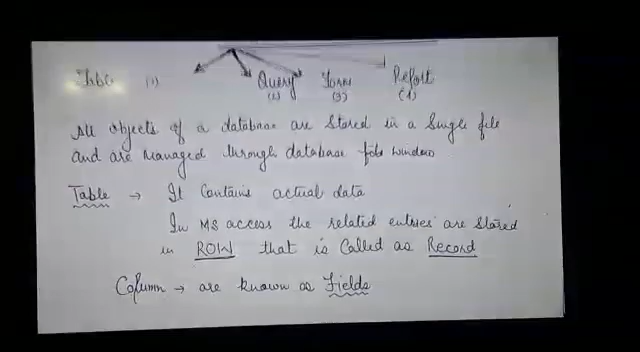 Table (1) Query (2) Form (3) Report (4)
All objects of a database are stored in a Single file
and are managed through database window
Table → It Contains actual data
In MS access the related entries are stored
in ROW that is Called as Record
Column → are known as Fields